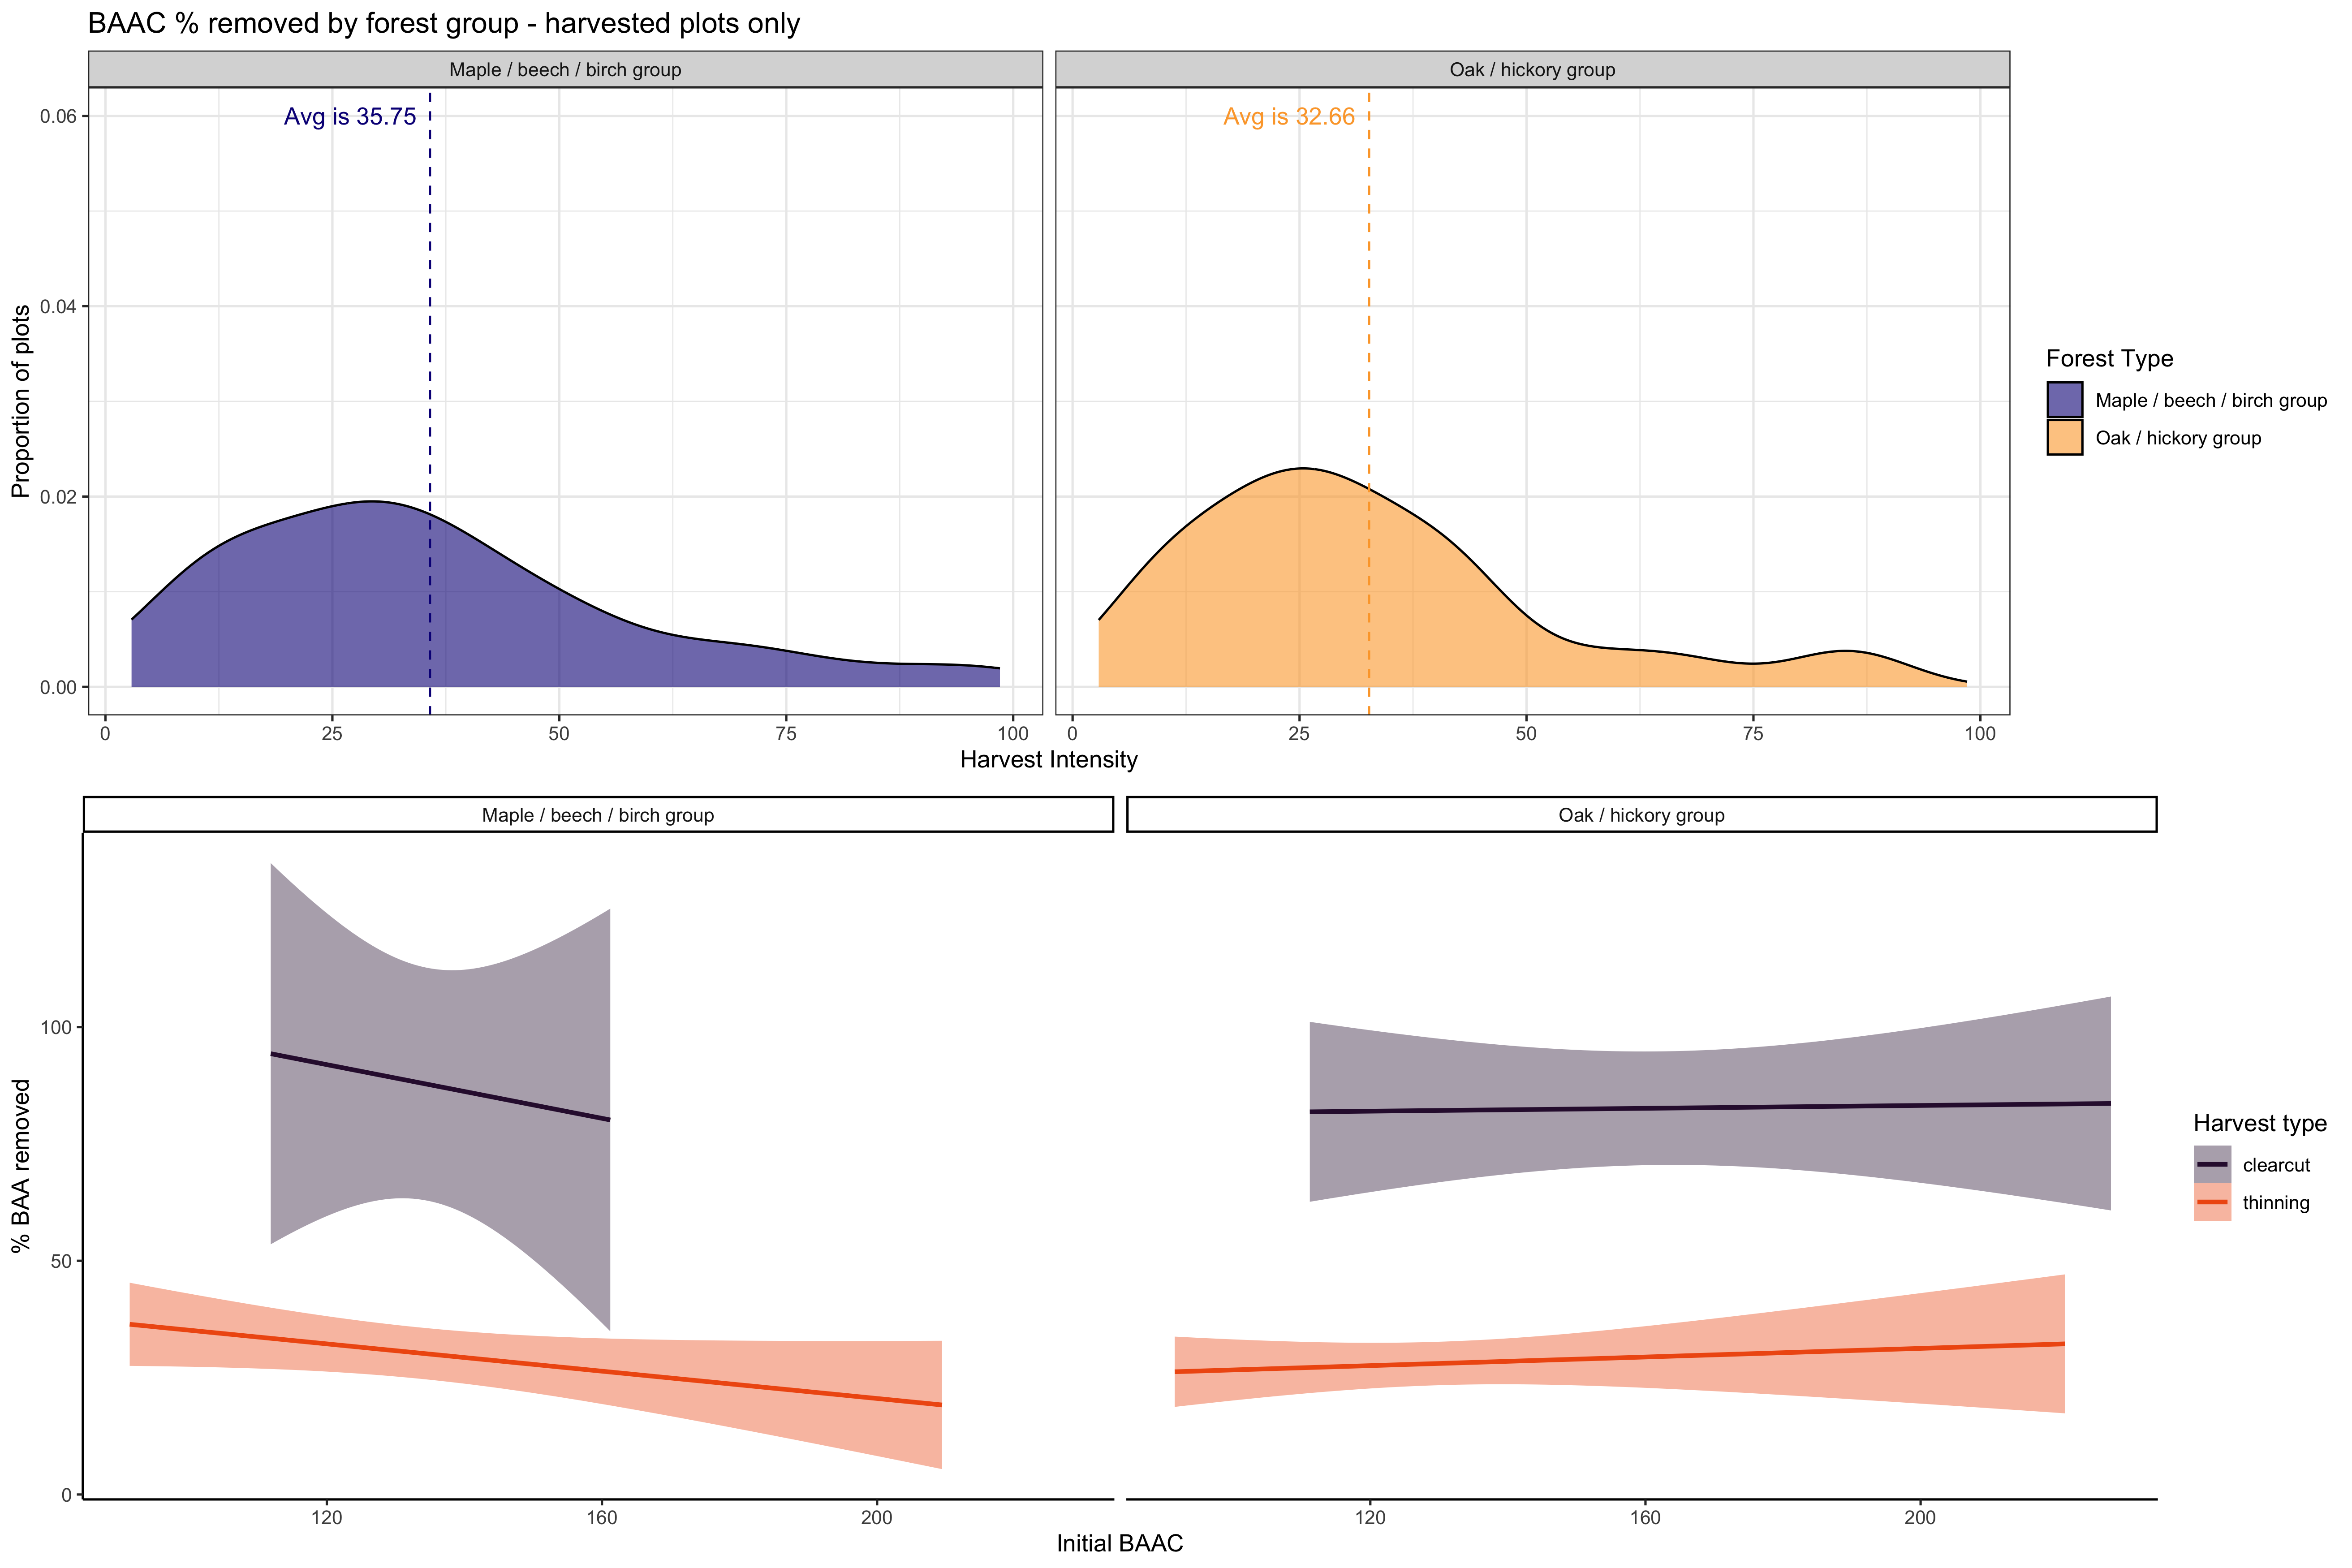 BAAC % removed by forest group - harvested plots only
Maple / beech / birch group
Oak / hickory group
Avg is 35.75
Avg is 32.66
Proportion of plots
0.06
0.04
0.02
0.00
0 25 50 75 100
0 25 50 75 100
Harvest Intensity
Forest Type
Maple / beech / birch group
Oak / hickory group
Maple / beech / birch group
Oak / hickory group
% BAA removed
100
50
0
120 160 200
120 160 200
Initial BAAC
Harvest type
clearcut
thinning